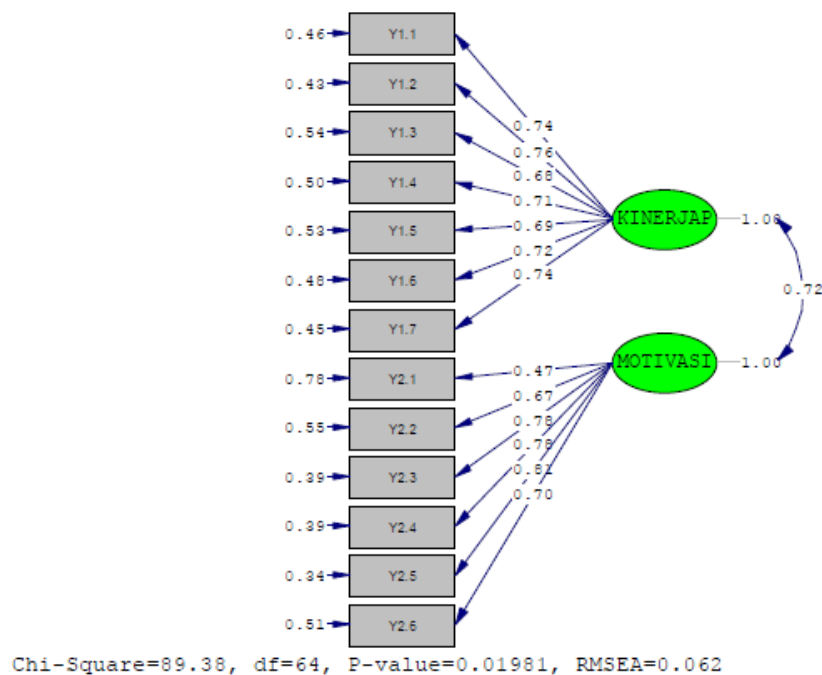 0.46 Y1.1
0.43 Y1.2
0.54 Y1.3
0.50 Y1.4
0.53 Y1.5
0.48 Y1.6
0.45 Y1.7
0.78 Y2.1
0.55 Y2.2
0.39 Y2.3
0.39 Y2.4
0.34 Y2.5
0.51 Y2.6
0.74
0.76
0.68
0.71
0.69
0.72
0.74
KINERJAP 1.00
0.72
0.47
0.67
0.78
0.78
0.81
0.70
MOTIVASI 1.00
Chi-Square=89.38, df=64, P-value=0.01981, RMSEA=0.062